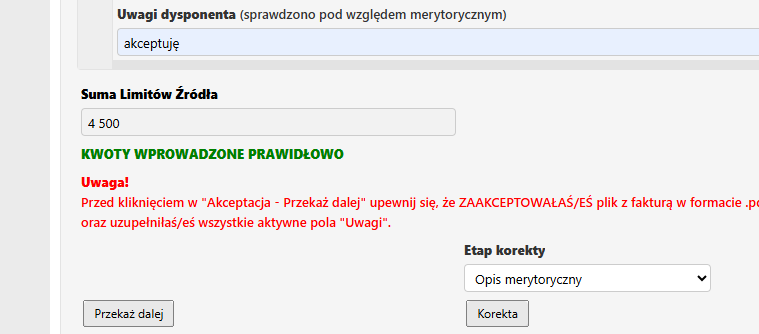 Uwagi dysponenta (sprawdzono pod względem merytorycznym)
akceptuję
Suma Limitów Źródła
4 500
KWOTY WPROWADZONE PRAWIDŁOWO
Uwaga!
Przed kliknięciem w "Akceptacja - Przekaż dalej" upewnij się, że ZAAKCEPTOWAŁAŚ/EŚ plik z fakturą w formacie
oraz uzupełniłaś/eś wszystkie aktywne pola "Uwagi".
Etap korekty
Opis merytoryczny
Przekaż dalej Korekta